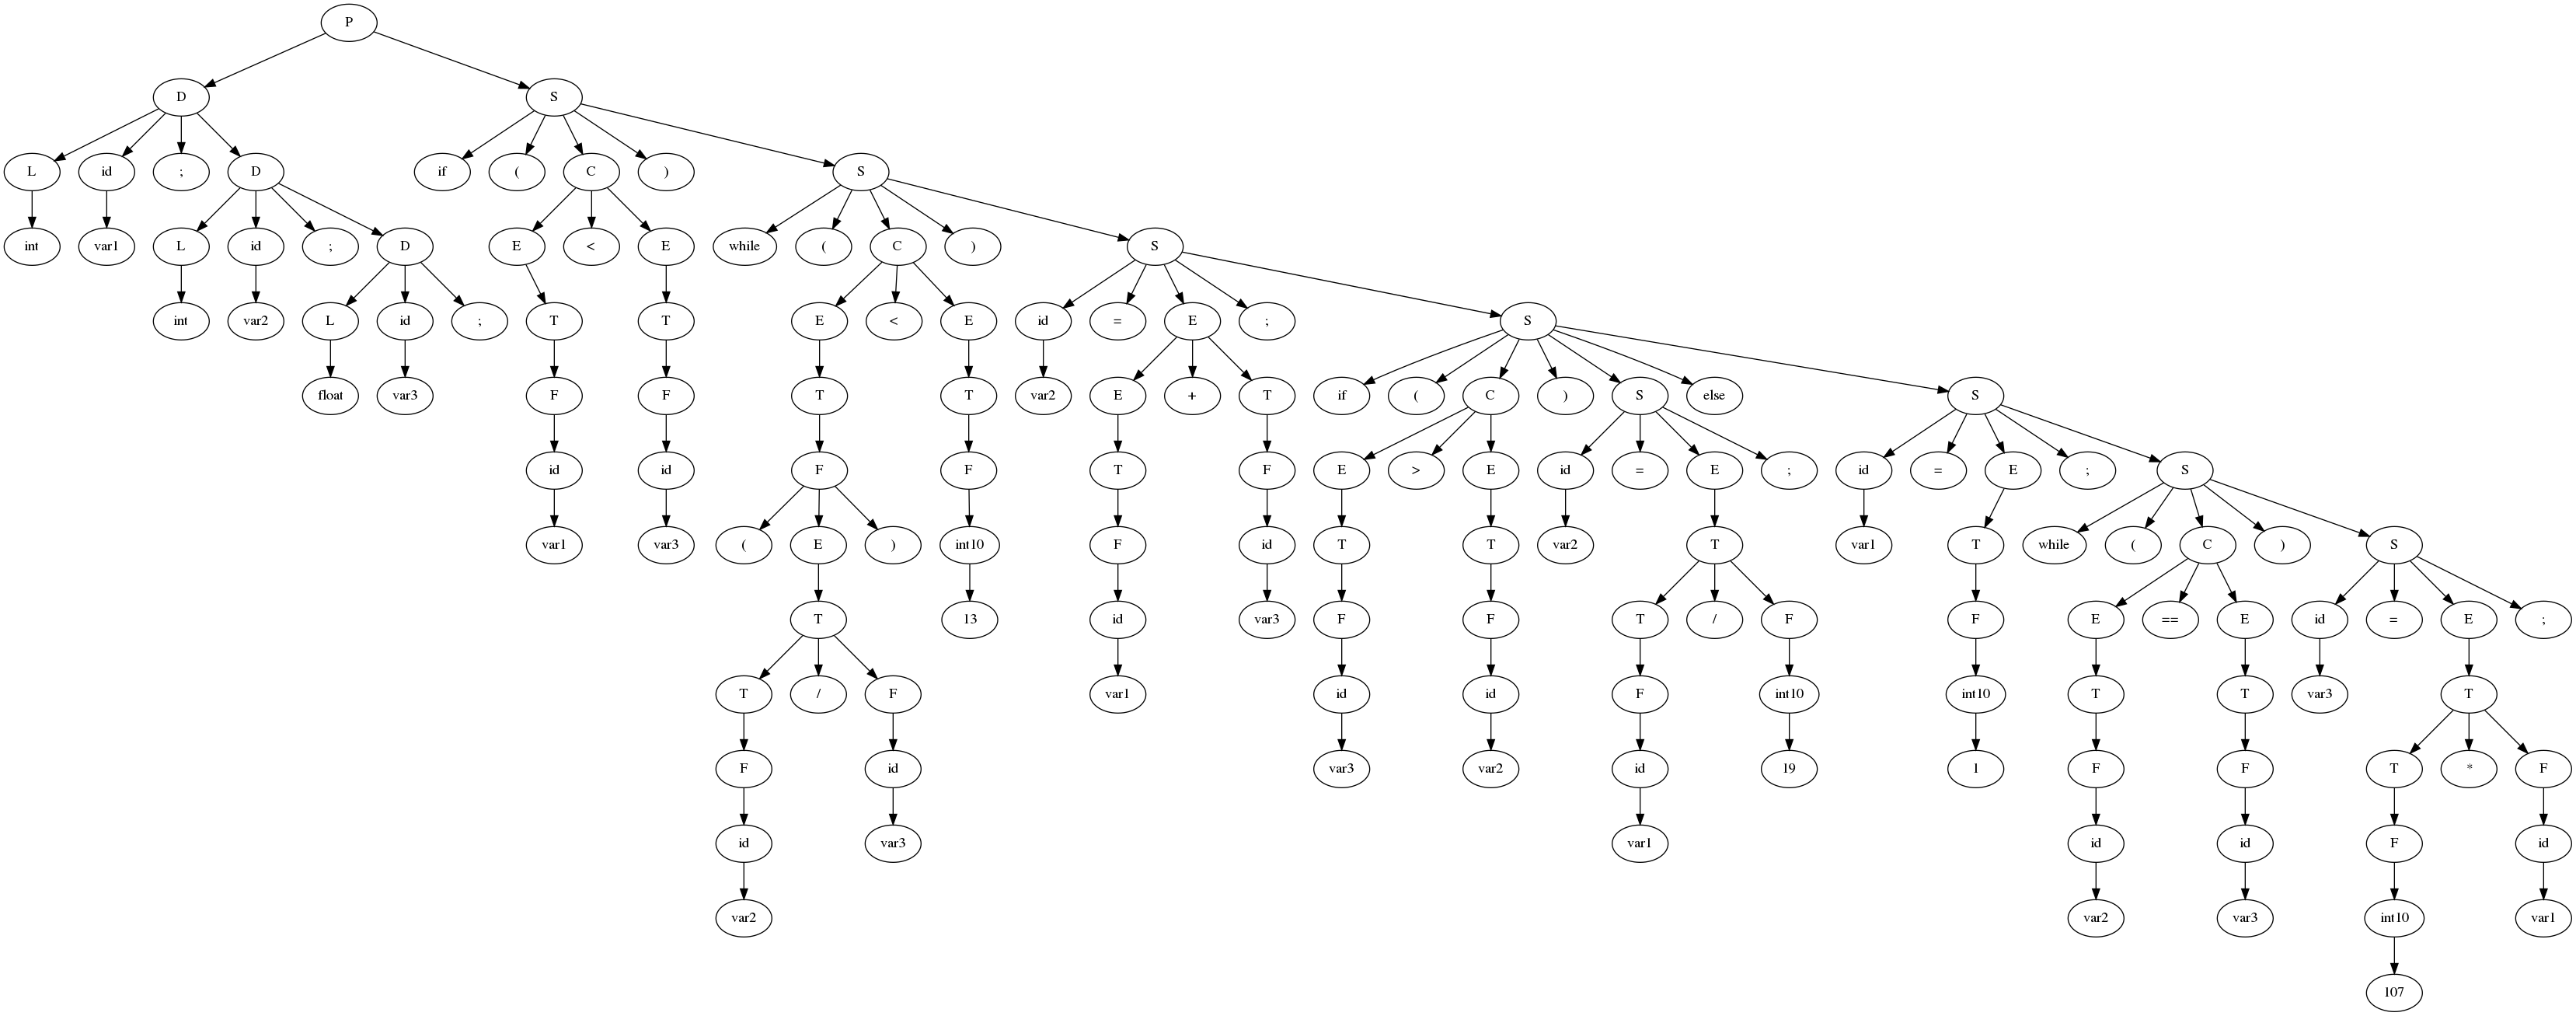 P
D S
L id ; D if ( C ) S
int var1 L id ; D E < E while ( C ) S
int var2 L id ; T T E < E id = E ; S
float var3 F F T T var2 E + T if ( C ) S else S
id id F F T F E > E id = E ; id = E ; S
var1 var3 ( E ) int10 F id T T var2 T var1 T while ( C ) S
T 13 id var3 F F T / F F E == E id = E ;
T / F var1 id id F int10 int10 T T var3 T
F id var3 var2 id 19 1 F F T * F
id var3 var1 id id F id
var2 var2 var3 int10 var1
107